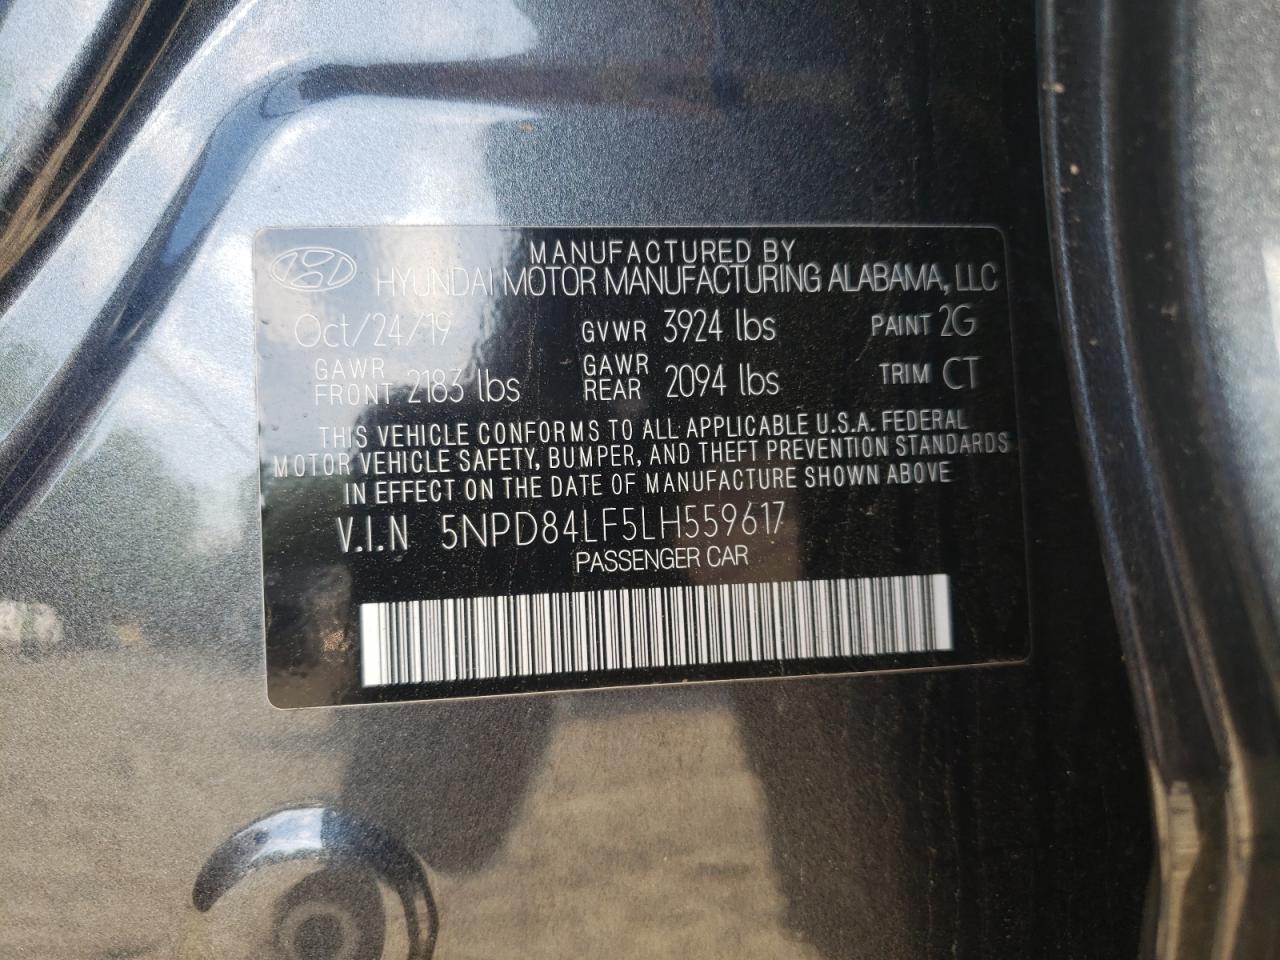 MANUFACTURED BY
HYUNDAI MOTOR MANUFACTURING ALABAMA, LLC
Oct/24/19 GVWR 3924 lbs PAINT 2G
GAWR FRONT 2183 lbs GAWR REAR 2094 lbs TRIM CT
THIS VEHICLE CONFORMS TO ALL APPLICABLE U.S.A. FEDERAL
MOTOR VEHICLE SAFETY, BUMPER, AND THEFT PREVENTION STANDARDS
IN EFFECT ON THE DATE OF MANUFACTURE SHOWN ABOVE
V.I.N 5NPD84LF5LH559617
PASSENGER CAR